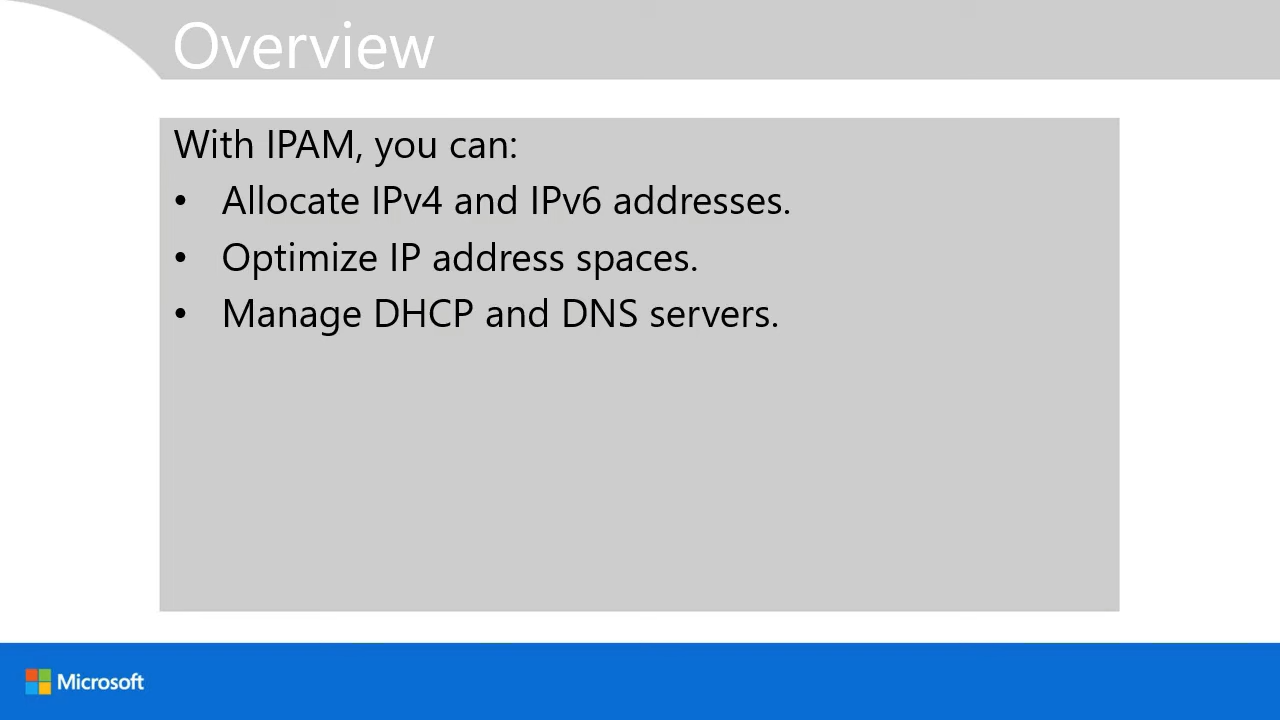 Overview
With IPAM, you can:
• Allocate IPv4 and IPv6 addresses.
• Optimize IP address spaces.
• Manage DHCP and DNS servers.
Microsoft